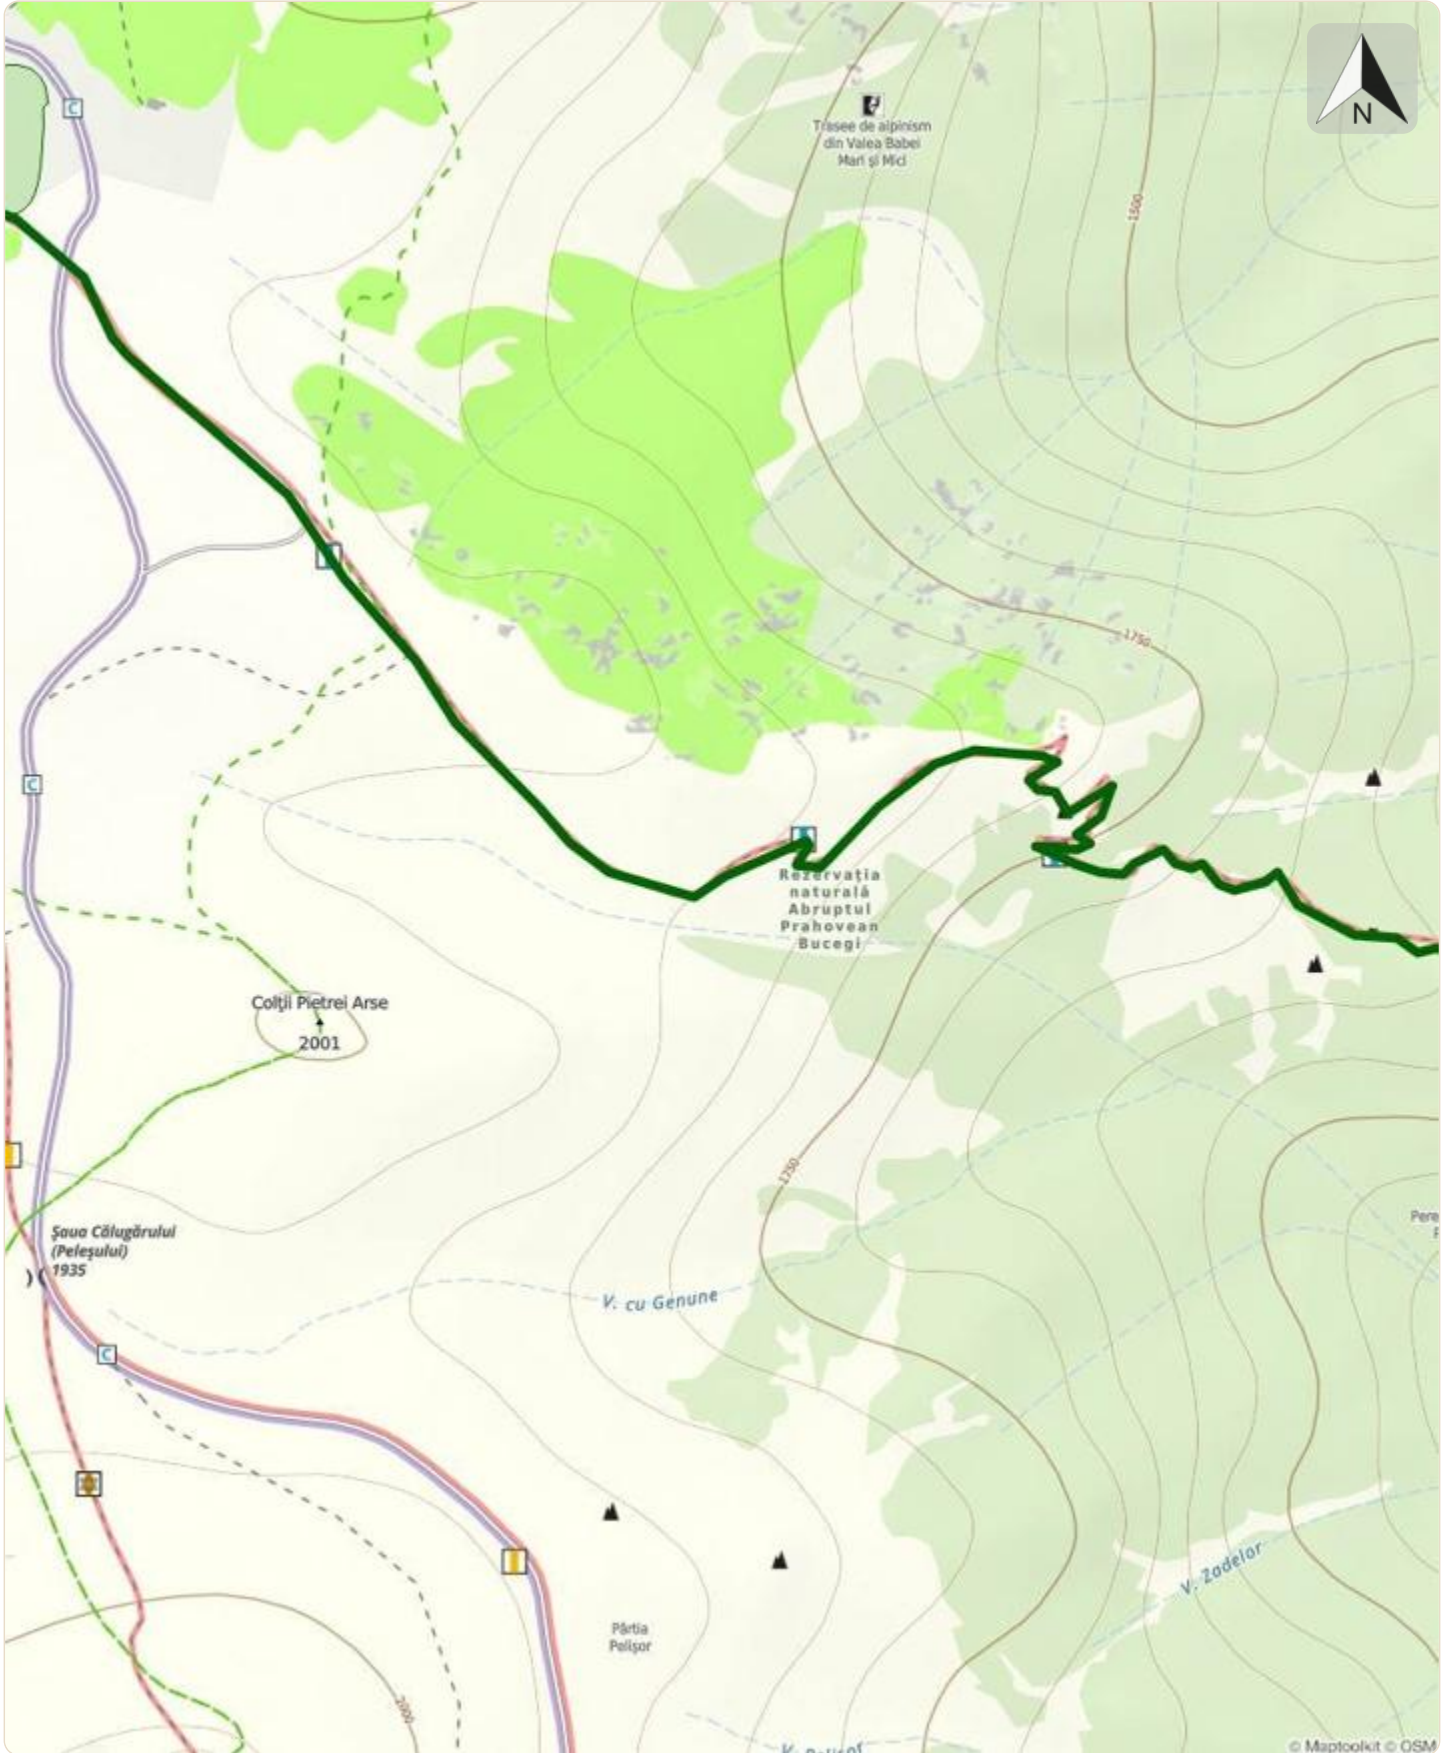 C
N
Trasee de alpinism
din Valea Babei
Mari și Mici
1500
1750
C
Rezervația
naturală
Abruptul
Prahovean
Bucegi
Colții Pietrei Arse
2001
1750
Șaua Călugărului
(Peleșului)
1935
V. cu Genune
C
V. Zadelor
Pârtia
Pelișor
2000
© Maptoolkit © OSM